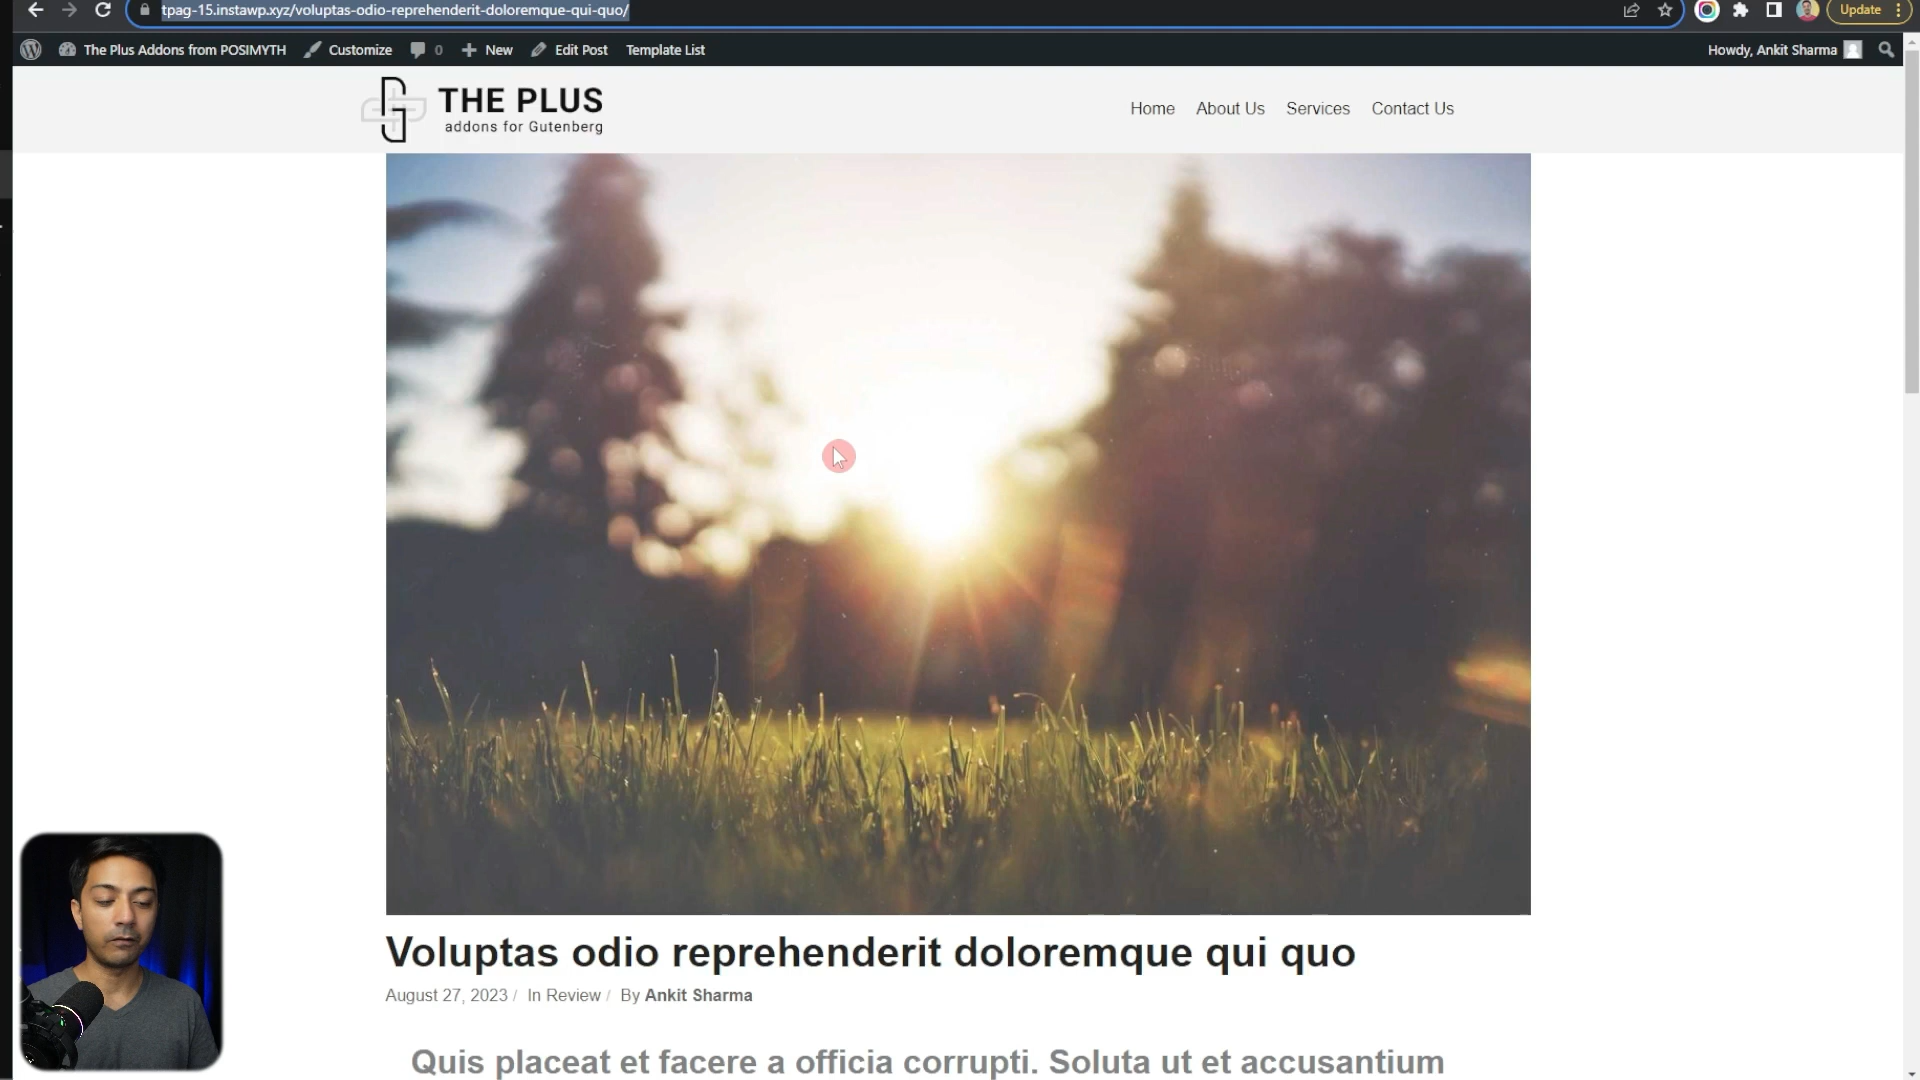 tpag-15.instawp.xyz/voluptas-odio-reprehenderit-doloremque-qui-quo/
Update
The Plus Addons from POSIMYTH Customize 0 New Edit Post Template List Howdy, Ankit Sharma
THE PLUS
addons for Gutenberg
Home About Us Services Contact Us
Voluptas odio reprehenderit doloremque qui quo
August 27, 2023 / In Review / By Ankit Sharma
Quis placeat et facere a officia corrupti. Soluta ut et accusantium